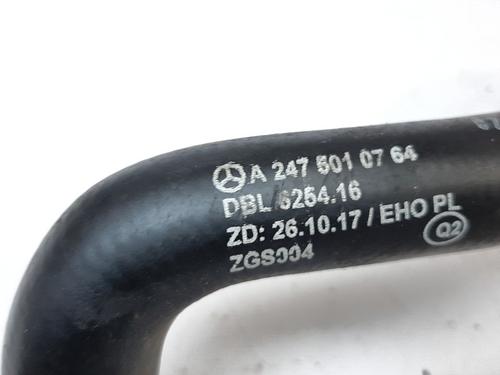 A 247 501 07 64
DBL 6254.16
ZD: 26.10.17 / EHO PL
Q2
ZGS004